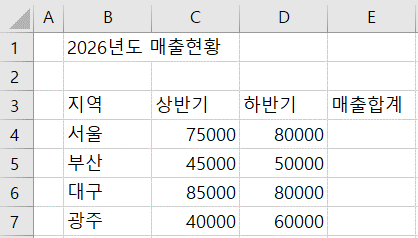 A B C D E
1 2026년도 매출현황
2
3 지역 상반기 하반기 매출합계
4 서울 75000 80000
5 부산 45000 50000
6 대구 85000 80000
7 광주 40000 60000